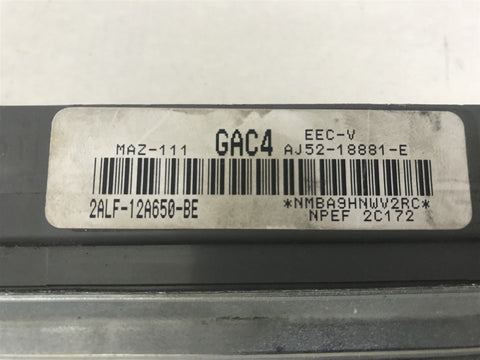 MAZ-111 GAC4 EEC-V
AJ52-18881-E
2ALF-12A650-BE *NMBA9HNWV2RC*
NPEF 2C172